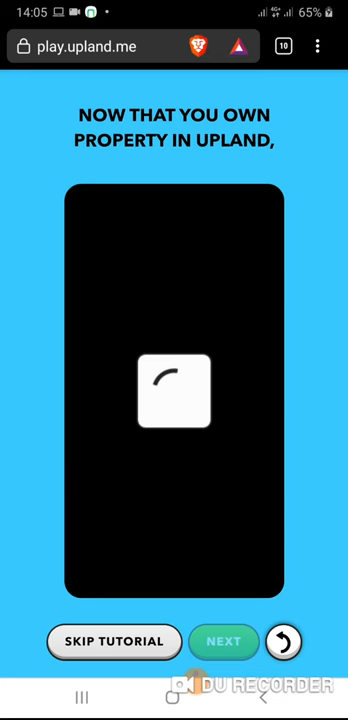 14:05
4G+
65%
play.upland.me
10
NOW THAT YOU OWN
PROPERTY IN UPLAND,
SKIP TUTORIAL
NEXT
DU RECORDER